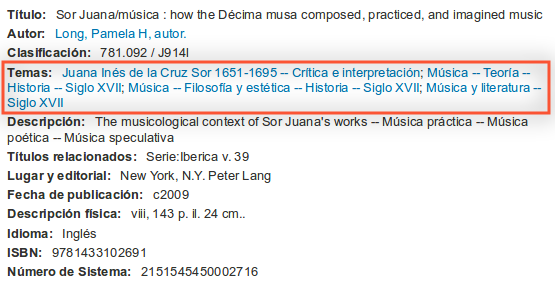 Título: Sor Juana/música : how the Décima musa composed, practiced, and imagined music
Autor: Long, Pamela H, autor.
Clasificación: 781.092 / J914l
Temas: Juana Inés de la Cruz Sor 1651-1695 -- Crítica e interpretación; Música -- Teoría --
Historia -- Siglo XVII; Música -- Filosofía y estética -- Historia -- Siglo XVII; Música y literatura --
Siglo XVII
Descripción: The musicological context of Sor Juana's works -- Música práctica -- Música
poética -- Música speculativa
Títulos relacionados: Serie:Iberica v. 39
Lugar y editorial: New York, N.Y. Peter Lang
Fecha de publicación: c2009
Descripción física: viii, 143 p. il. 24 cm..
Idioma: Inglés
ISBN: 9781433102691
Número de Sistema: 2151545450002716